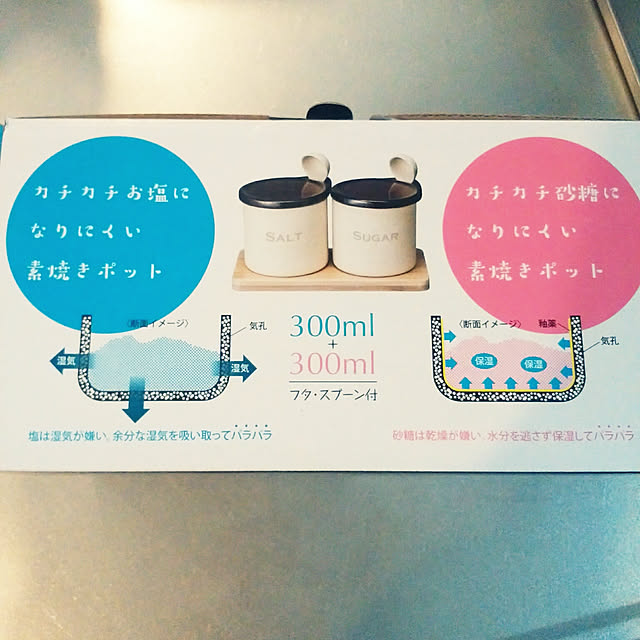 カチカチお塩に
なりにくい
素焼きポット
SALT
SUGAR
カチカチ砂糖に
なりにくい
素焼きポット
〈断面イメージ〉
気孔
湿気
湿気
300ml
+
300ml
フタ・スプーン付
〈断面イメージ〉
釉薬
気孔
保湿
保湿
塩は湿気が嫌い。余分な湿気を吸い取ってパラパラ
砂糖は乾燥が嫌い。水分を逃さず保湿してパラパラ